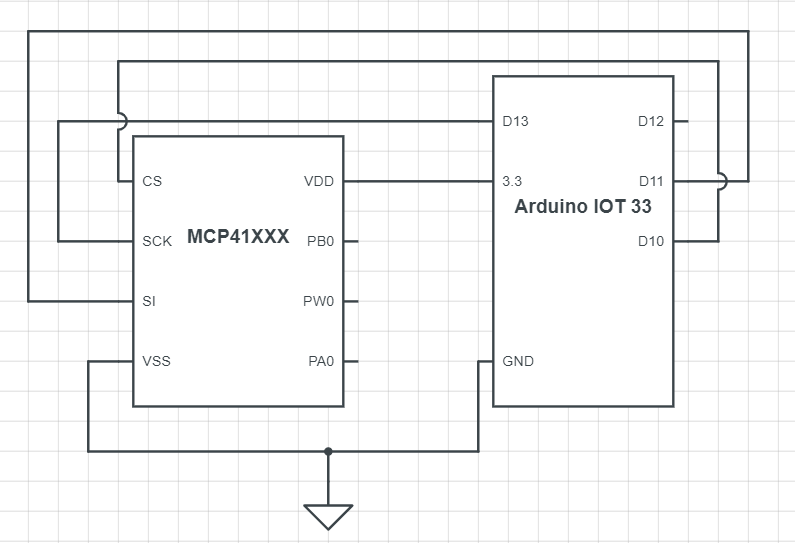 D13
D12
CS
VDD
3.3
D11
Arduino IOT 33
SCK
MCP41XXX
PB0
D10
SI
PW0
VSS
PA0
GND